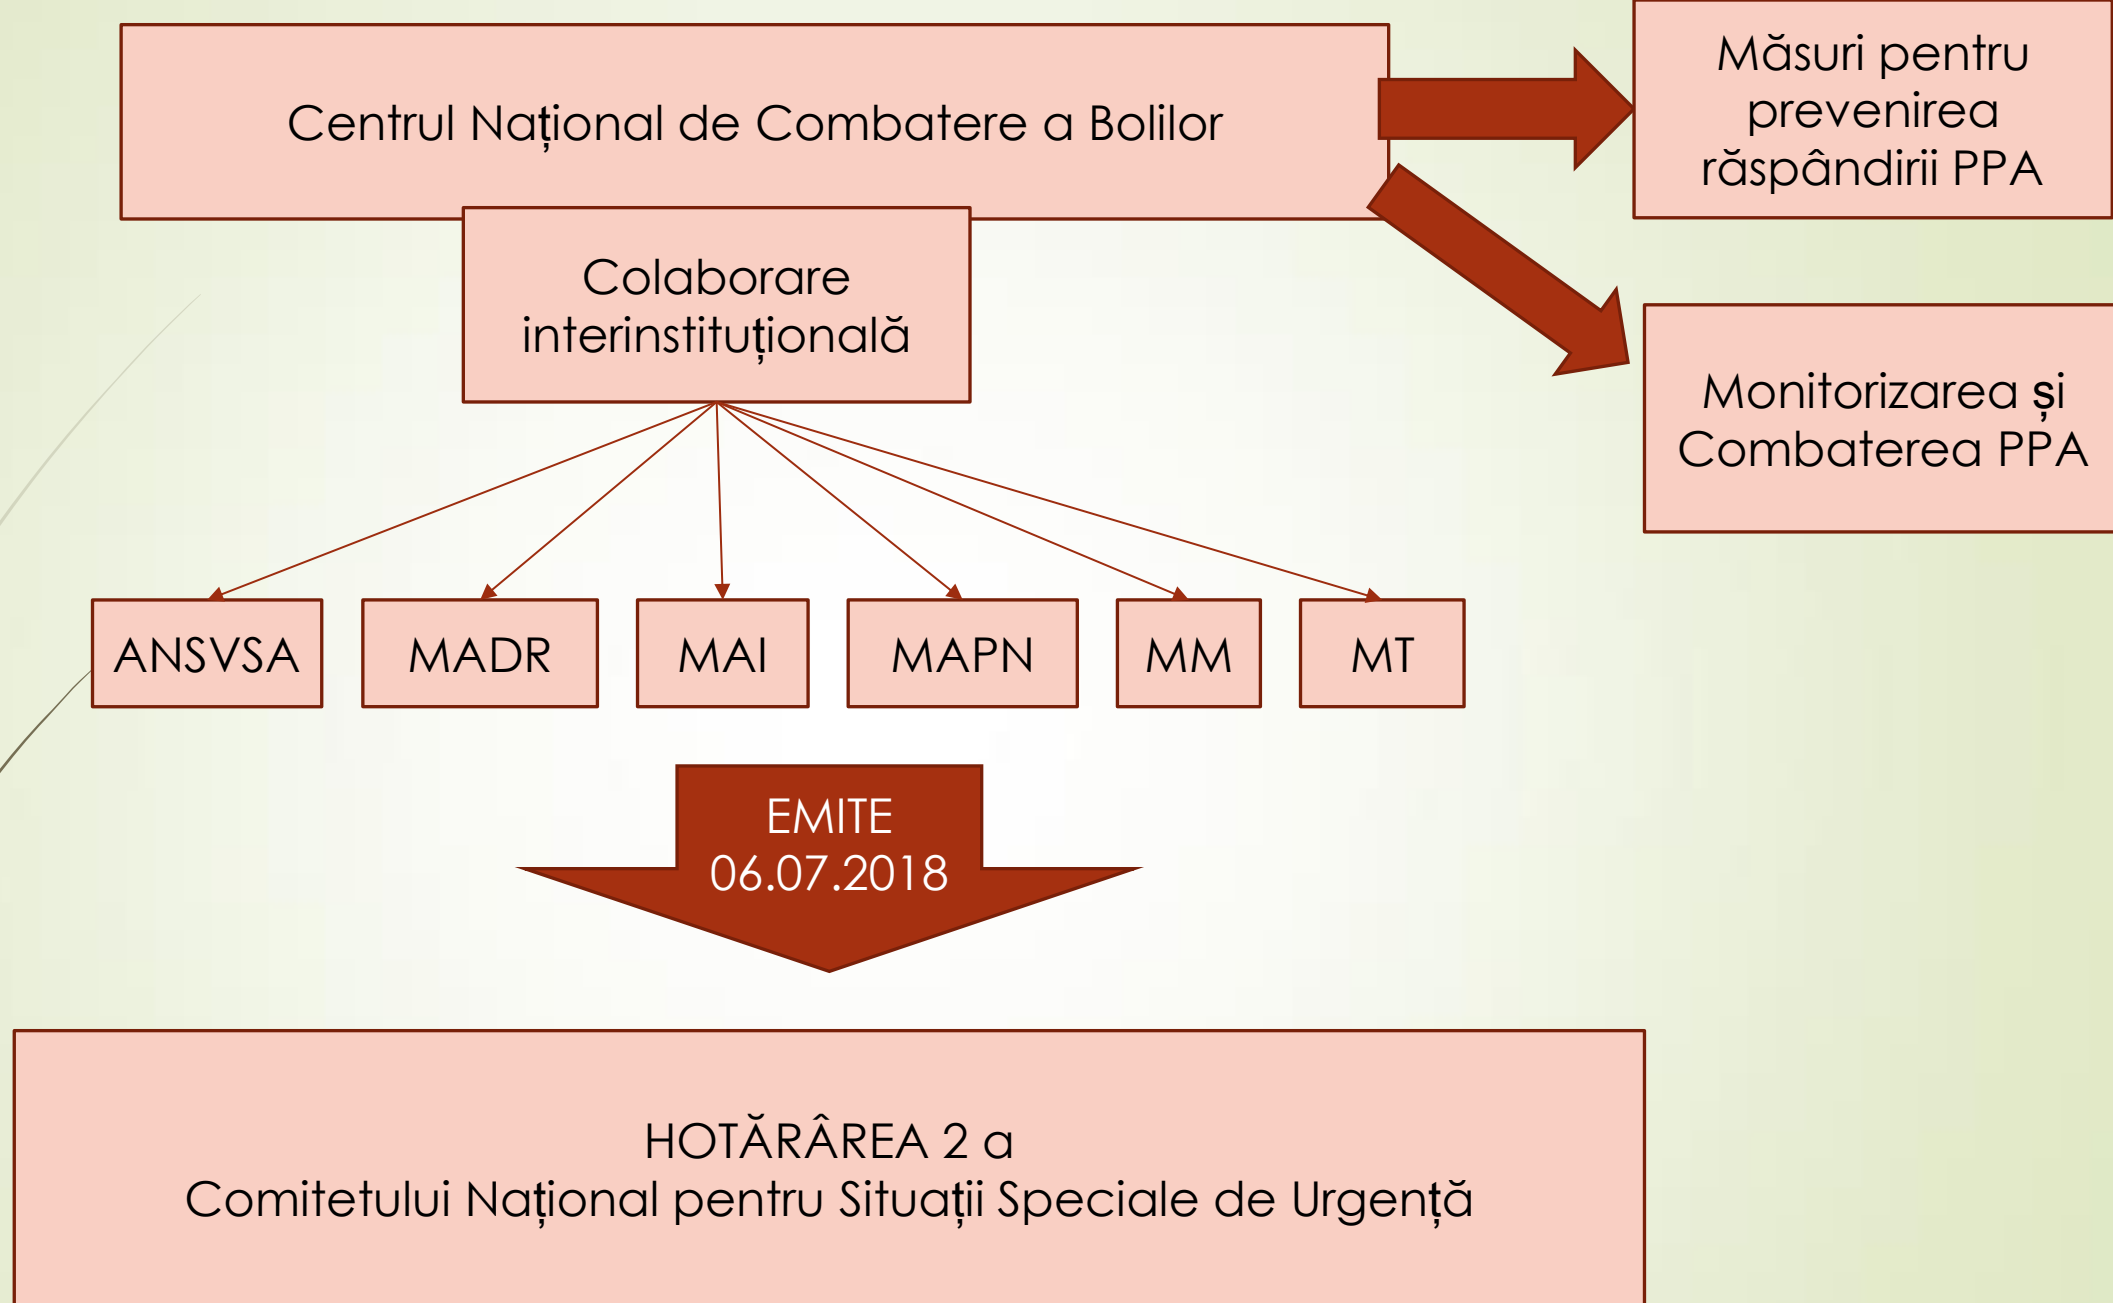 Centrul Național de Combatere a Bolilor
Măsuri pentru
prevenirea
răspândirii PPA
Colaborare
interinstituțională
Monitorizarea și
Combaterea PPA
ANSVSA
MADR
MAI
MAPN
MM
MT
EMITE
06.07.2018
HOTĂRÂREA 2 a
Comitetului Național pentru Situații Speciale de Urgență